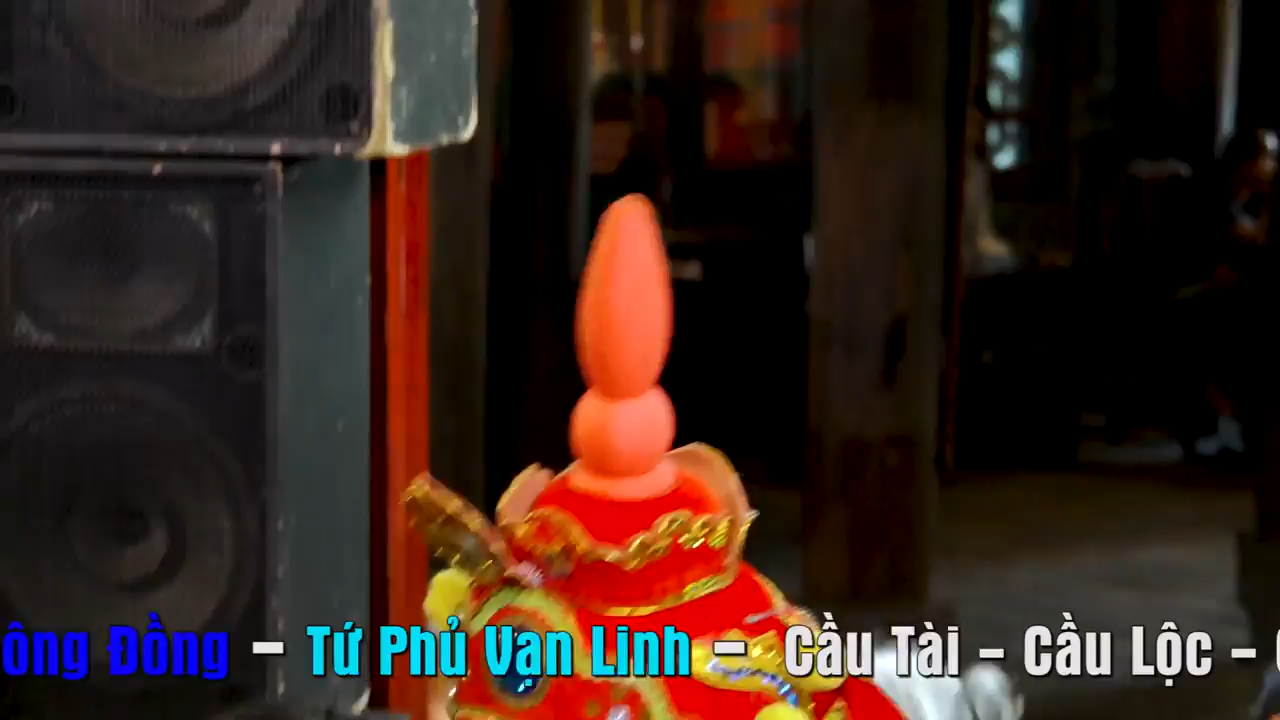 ông Đồng – Tứ Phủ Vạn Linh – Cầu Tài – Cầu Lộc –